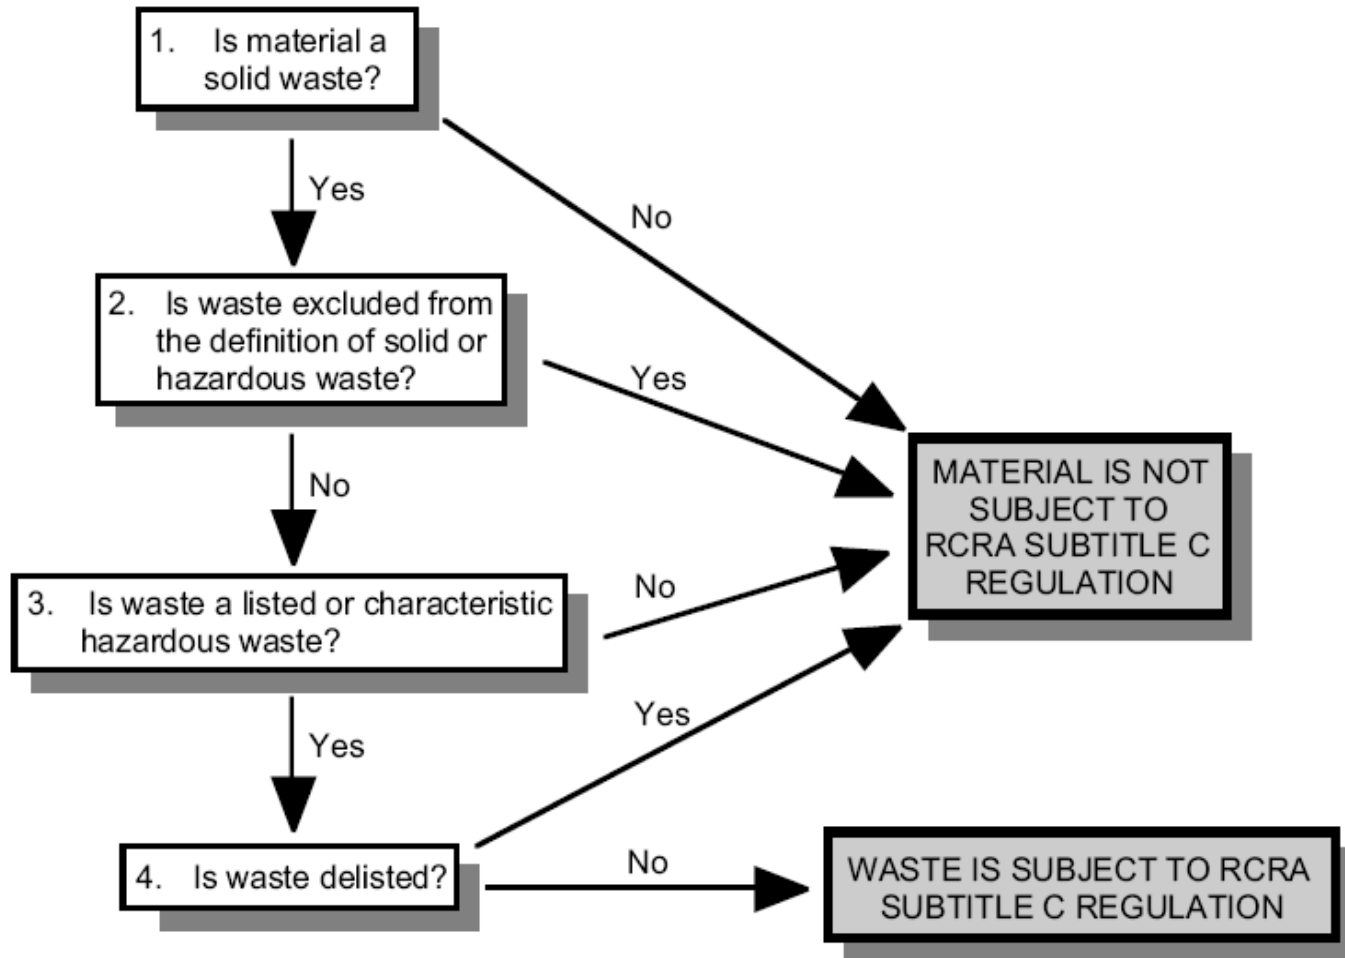 1. Is material a
solid waste?
Yes
No
2. Is waste excluded from
the definition of solid or
hazardous waste?
Yes
No
MATERIAL IS NOT
SUBJECT TO
RCRA SUBTITLE C
REGULATION
3. Is waste a listed or characteristic
hazardous waste?
No
Yes
Yes
4. Is waste delisted?
No
WASTE IS SUBJECT TO RCRA
SUBTITLE C REGULATION